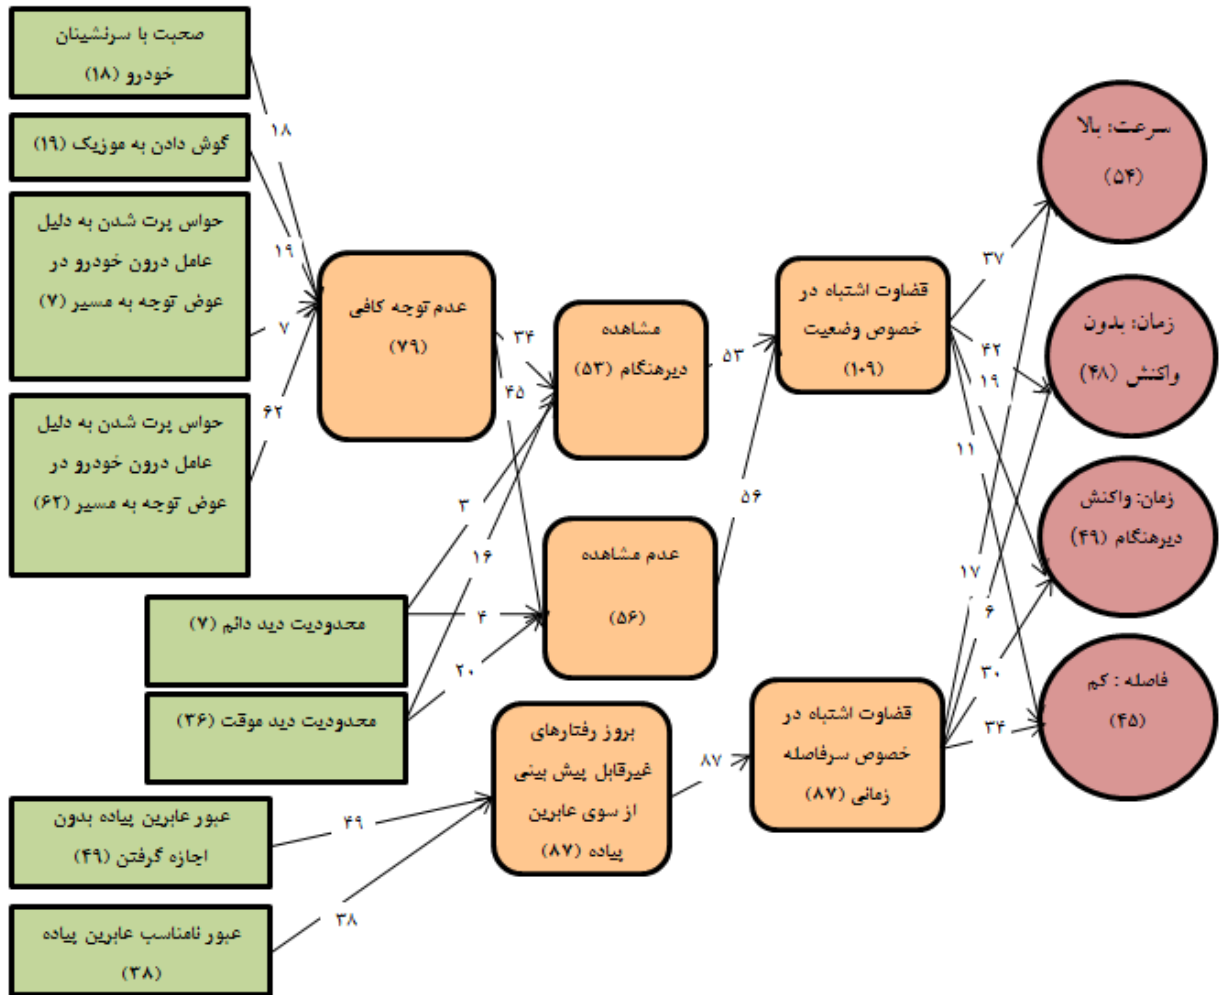 صحبت با سرنشینان
خودرو (۱۸)
گوش دادن به موزیک (۱۹)
حواس پرت شدن به دلیل
عامل درون خودرو در
عوض توجه به مسیر (۷)
حواس پرت شدن به دلیل
عامل درون خودرو در
عوض توجه به مسیر (۶۲)
محدودیت دید دائم (۷)
محدودیت دید موقت (۳۶)
عبور عابرین پیاده بدون
اجازه گرفتن (۴۹)
عبور نامناسب عابرین پیاده
(۳۸)
۱۸
۱۹
۷
۶۲
عدم توجه کافی
(۷۹)
۳۴
۴۵
۳
۱۶
۴
۲۰
۴۹
۳۸
مشاهده
دیرهنگام (۵۳)
عدم مشاهده
(۵۶)
بروز رفتارهای
غیرقابل پیش بینی
از سوی عابرین
پیاده (۸۷)
۵۳
۵۶
۸۷
قضاوت اشتباه در
خصوص وضعیت
(۱۰۹)
قضاوت اشتباه در
خصوص سرفاصله
زمانی (۸۷)
۳۷
۴۲
۱۹
۱۱
۱۷
۶
۳۰
۳۴
سرعت: بالا
(۵۴)
زمان: بدون
واکنش (۴۸)
زمان: واکنش
دیرهنگام (۴۹)
فاصله : کم
(۴۵)